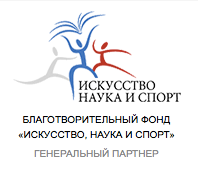 ИСКУССТВО
НАУКА И СПОРТ
БЛАГОТВОРИТЕЛЬНЫЙ ФОНД
«ИСКУССТВО, НАУКА И СПОРТ»
ГЕНЕРАЛЬНЫЙ ПАРТНЕР